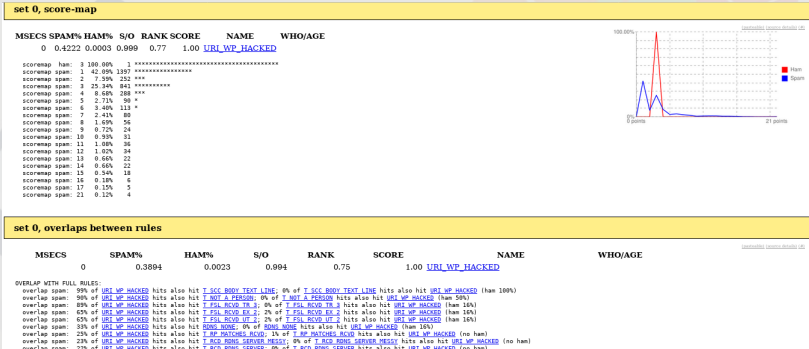 set 0, score-map
MSECS SPAM% HAM% S/O RANK SCORE NAME WHO/AGE
0 0.4222 0.0003 0.999 0.77 1.00 URI_WP_HACKED
scoremap ham: 3 100.00% 1 ****************************************
scoremap spam: 1 42.09% 1397 ****************
scoremap spam: 2 7.59% 252 ***
scoremap spam: 3 25.34% 841 **********
scoremap spam: 4 8.68% 288 ***
scoremap spam: 5 2.71% 90 *
scoremap spam: 6 3.40% 113 *
scoremap spam: 7 2.41% 80
scoremap spam: 8 1.69% 56
scoremap spam: 9 0.72% 24
scoremap spam: 10 0.93% 31
scoremap spam: 11 1.08% 36
scoremap spam: 12 1.02% 34
scoremap spam: 13 0.66% 22
scoremap spam: 14 0.66% 22
scoremap spam: 15 0.54% 18
scoremap spam: 16 0.18% 6
scoremap spam: 17 0.15% 5
scoremap spam: 21 0.12% 4
100.00%
0%
0 points
21 points
Ham
Spam
set 0, overlaps between rules
MSECS SPAM% HAM% S/O RANK SCORE NAME WHO/AGE
0 0.3894 0.0023 0.994 0.75 1.00 URI_WP_HACKED
OVERLAP WITH FULL RULES:
overlap spam: 99% of URI_WP_HACKED hits also hit T_SCC_BODY_TEXT_LINE; 0% of T_SCC_BODY_TEXT_LINE hits also hit URI_WP_HACKED (ham 100%)
overlap spam: 90% of URI_WP_HACKED hits also hit T_NOT_A_PERSON; 0% of T_NOT_A_PERSON hits also hit URI_WP_HACKED (ham 50%)
overlap spam: 89% of URI_WP_HACKED hits also hit T_FSL_RCVD_TR_3; 0% of T_FSL_RCVD_TR_3 hits also hit URI_WP_HACKED (ham 16%)
overlap spam: 65% of URI_WP_HACKED hits also hit T_FSL_RCVD_EX_2; 2% of T_FSL_RCVD_EX_2 hits also hit URI_WP_HACKED (ham 16%)
overlap spam: 65% of URI_WP_HACKED hits also hit T_FSL_RCVD_UT_2; 2% of T_FSL_RCVD_UT_2 hits also hit URI_WP_HACKED (ham 16%)
overlap spam: 33% of URI_WP_HACKED hits also hit RDNS_NONE; 0% of RDNS_NONE hits also hit URI_WP_HACKED (ham 16%)
overlap spam: 25% of URI_WP_HACKED hits also hit T_RP_MATCHES_RCVD; 1% of T_RP_MATCHES_RCVD hits also hit URI_WP_HACKED (no ham)
overlap spam: 23% of URI_WP_HACKED hits also hit T_RCD_RDNS_SERVER_MESSY; 0% of T_RCD_RDNS_SERVER_MESSY hits also hit URI_WP_HACKED (no ham)